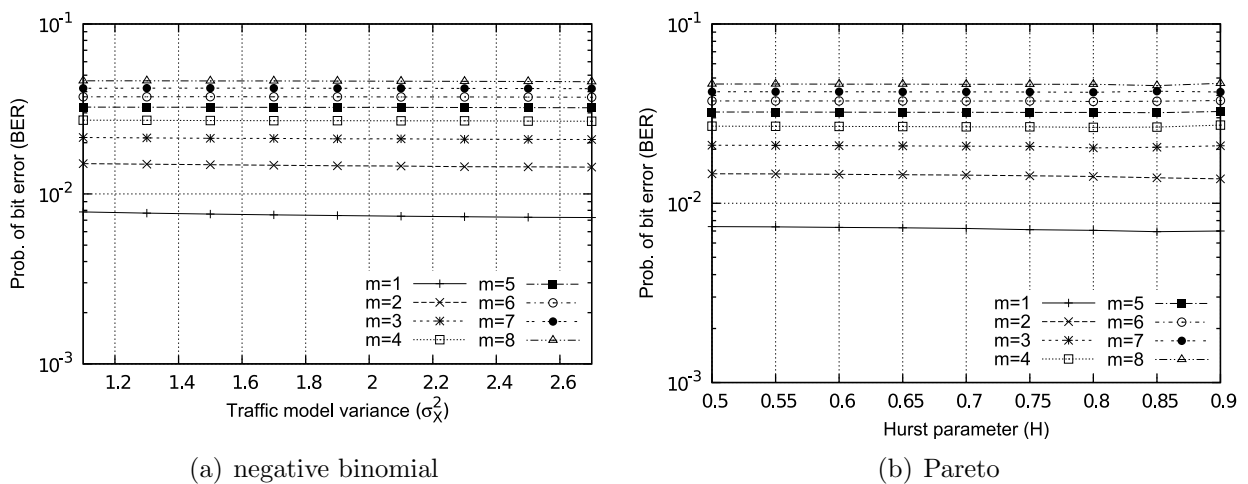 10-1
10-2
10-3
Prob. of bit error (BER)
m=1 m=5
m=2 m=6
m=3 m=7
m=4 m=8
1.2 1.4 1.6 1.8 2 2.2 2.4 2.6
Traffic model variance (σ²X)
(a) negative binomial
10-1
10-2
10-3
Prob. of bit error (BER)
m=1 m=5
m=2 m=6
m=3 m=7
m=4 m=8
0.5 0.55 0.6 0.65 0.7 0.75 0.8 0.85 0.9
Hurst parameter (H)
(b) Pareto